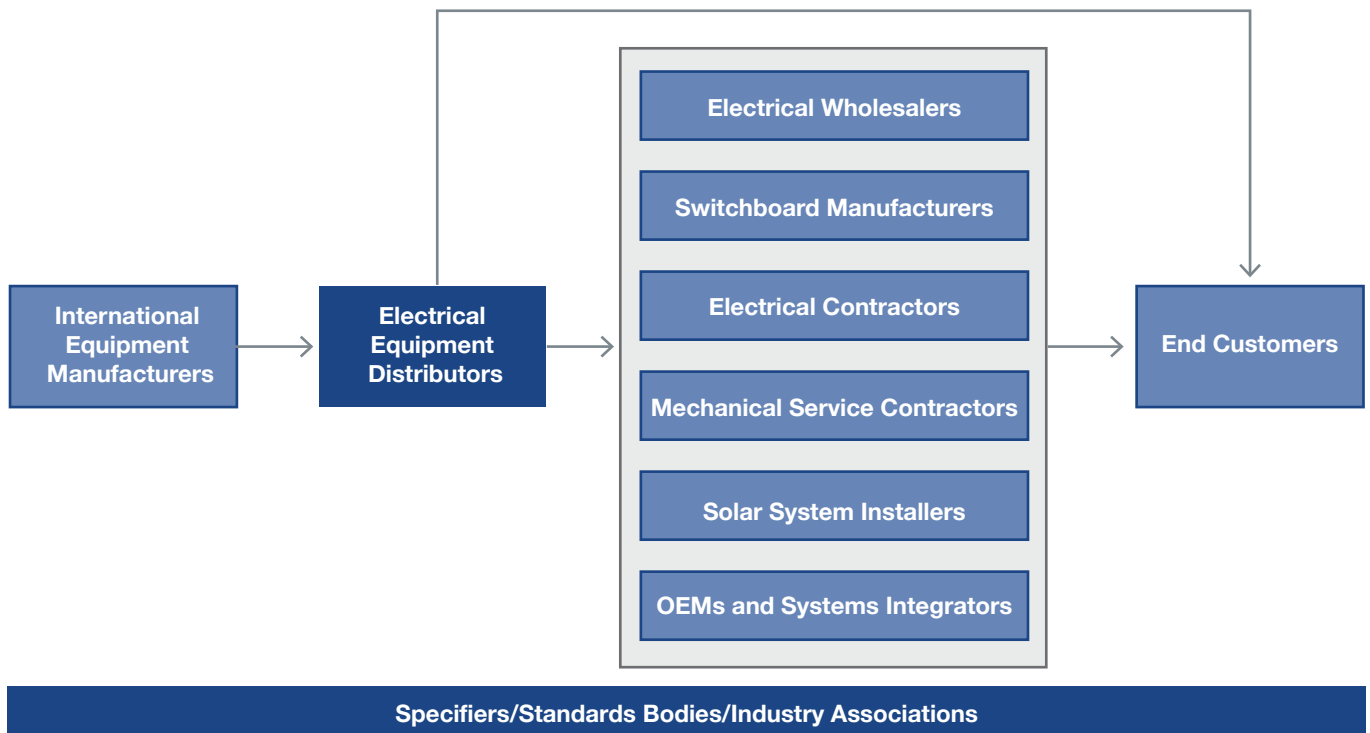 International
Equipment
Manufacturers
Electrical
Equipment
Distributors
Electrical Wholesalers
Switchboard Manufacturers
Electrical Contractors
Mechanical Service Contractors
Solar System Installers
OEMs and Systems Integrators
End Customers
Specifiers/Standards Bodies/Industry Associations